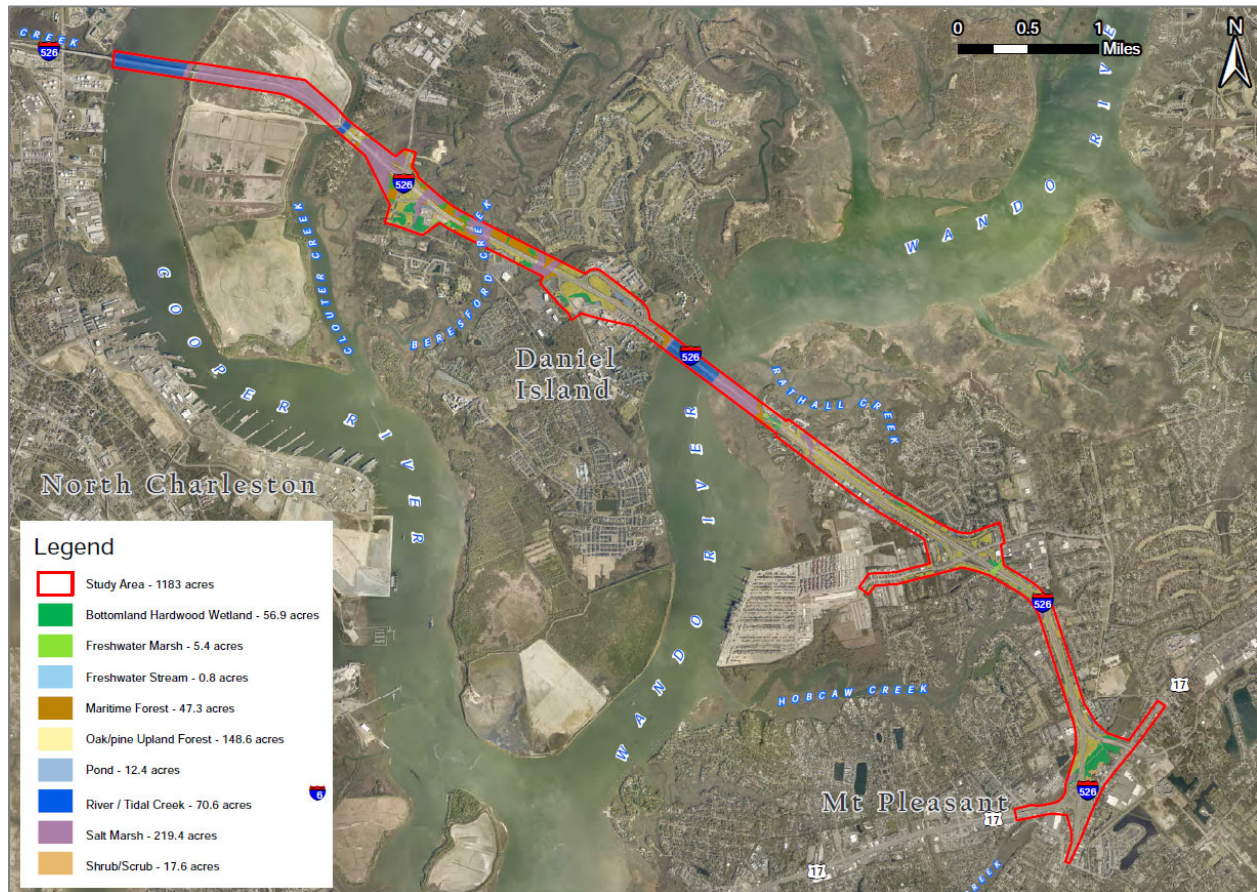 CREEK
526
0 0.5 1
Miles
N
WANDO RIVE
526
CLOUTER CREEK
BERESFORD CREEK
COOPER RIVER
Daniel
Island
526
RATHALL CREEK
North Charleston
WANDO RIVER
526
HOBCAW CREEK
17
526
Mt Pleasant
17
17
CREEK
Legend
Study Area - 1183 acres
Bottomland Hardwood Wetland - 56.9 acres
Freshwater Marsh - 5.4 acres
Freshwater Stream - 0.8 acres
Maritime Forest - 47.3 acres
Oak/pine Upland Forest - 148.6 acres
Pond - 12.4 acres
River / Tidal Creek - 70.6 acres
6
Salt Marsh - 219.4 acres
Shrub/Scrub - 17.6 acres